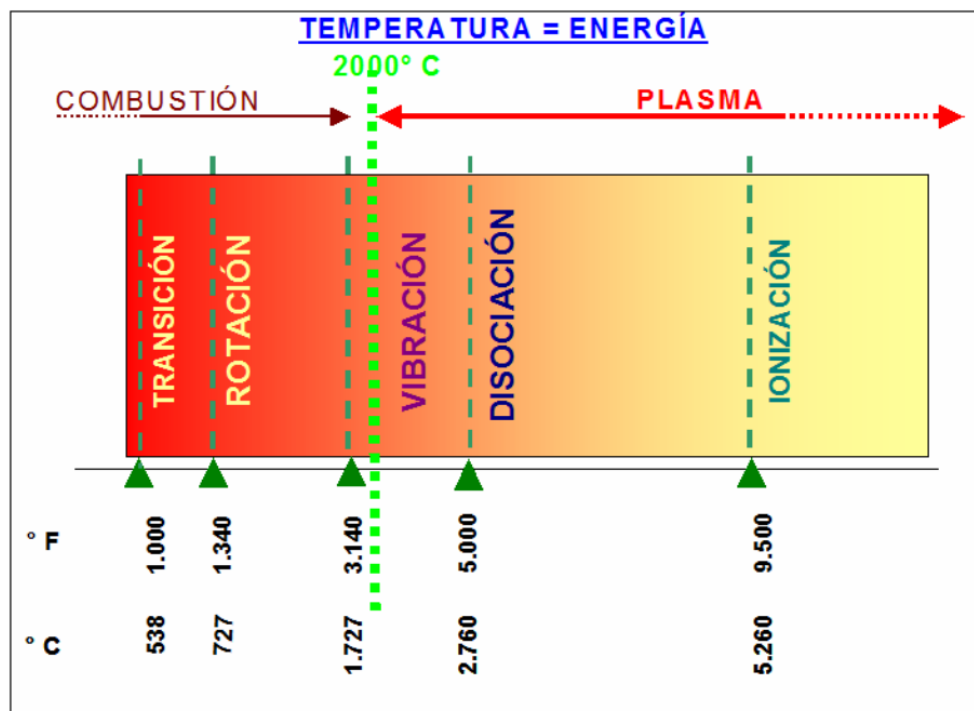 TEMPERATURA = ENERGÍA
2000° C
COMBUSTIÓN
PLASMA
TRANSICIÓN
ROTACIÓN
VIBRACIÓN
DISOCIACIÓN
IONIZACIÓN
° F 1.000 1.340 3.140 5.000 9.500
° C 538 727 1.727 2.760 5.260